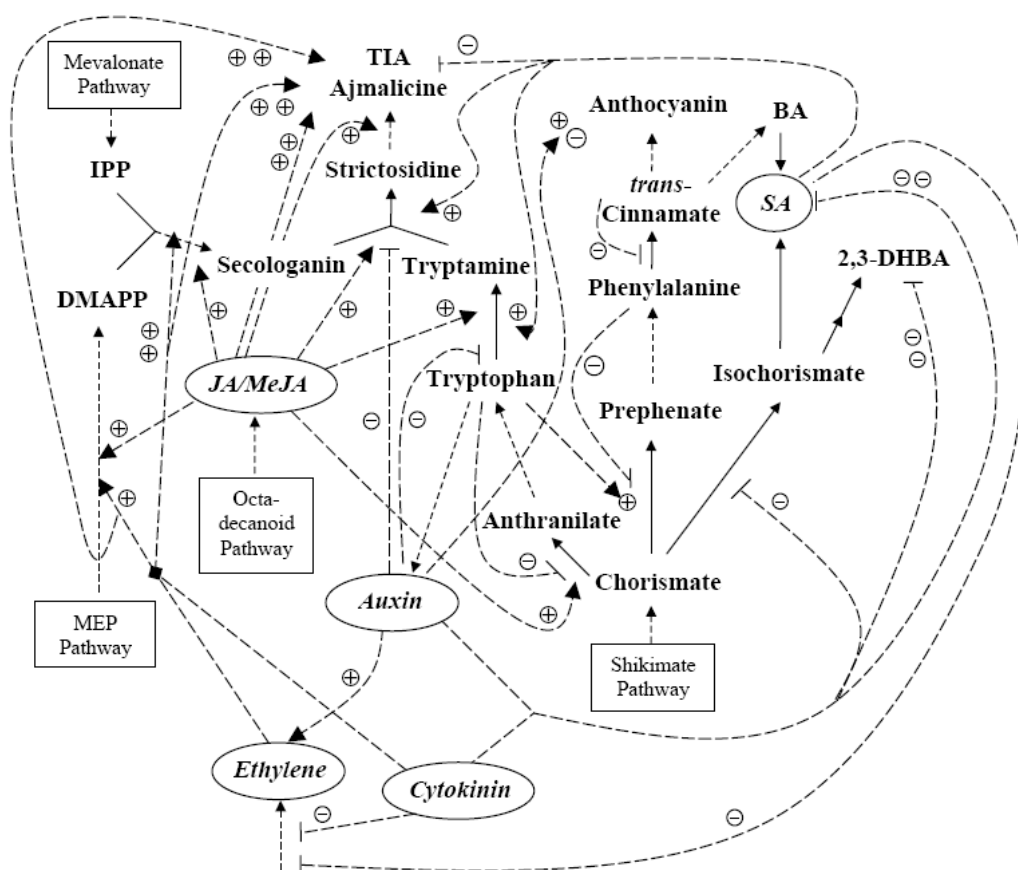 Mevalonate
Pathway
TIA
Ajmalicine
⊖
⊕ ⊕
⊕ ⊕
⊕
⊕
⊕
Anthocyanin
BA
⊕
⊖
IPP
Strictosidine
trans-
Cinnamate
SA
⊖⊖
⊕
Secologanin
Tryptamine
⊖
2,3-DHBA
DMAPP
Phenylalanine
⊕
⊕
⊕
⊕
⊕
⊕
JA/MeJA
Tryptophan
⊖
⊖
⊖
Isochorismate
Prephenate
⊖
⊖
⊕
⊕
Octa-
decanoid
Pathway
⊕
Anthranilate
⊖
⊖
Chorismate
Auxin
⊕
MEP
Pathway
Shikimate
Pathway
⊕
Ethylene
Cytokinin
⊖
⊖